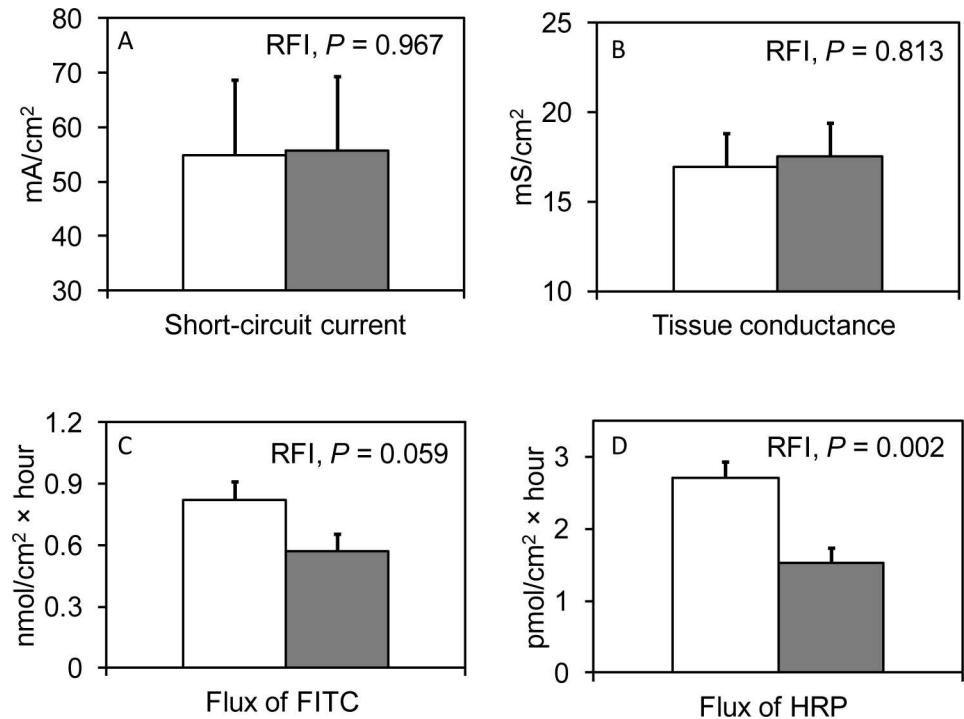 A
RFI, P = 0.967
80
70
60
50
40
30
mA/cm²
Short-circuit current
B
RFI, P = 0.813
25
20
15
10
mS/cm²
Tissue conductance
C
RFI, P = 0.059
1.2
0.9
0.6
0.3
0
nmol/cm² × hour
Flux of FITC
D
RFI, P = 0.002
3
2
1
0
pmol/cm² × hour
Flux of HRP